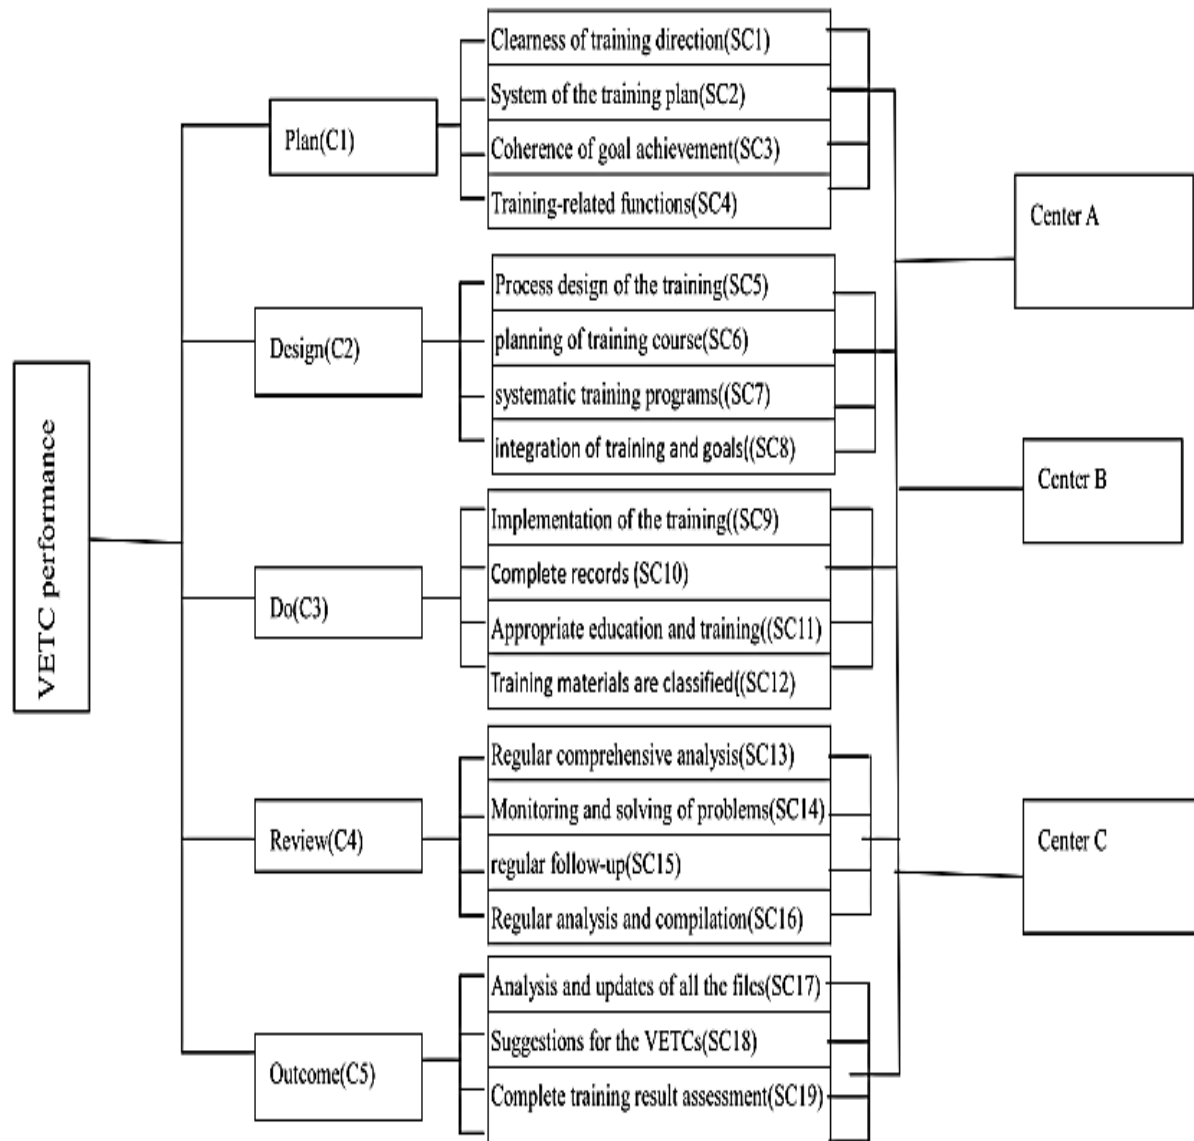 VETC performance
Plan(C1)
Clearness of training direction(SC1)
System of the training plan(SC2)
Coherence of goal achievement(SC3)
Training-related functions(SC4)
Design(C2)
Process design of the training(SC5)
planning of training course(SC6)
systematic training programs((SC7)
integration of training and goals((SC8)
Do(C3)
Implementation of the training((SC9)
Complete records (SC10)
Appropriate education and training((SC11)
Training materials are classified((SC12)
Review(C4)
Regular comprehensive analysis(SC13)
Monitoring and solving of problems(SC14)
regular follow-up(SC15)
Regular analysis and compilation(SC16)
Outcome(C5)
Analysis and updates of all the files(SC17)
Suggestions for the VETCs(SC18)
Complete training result assessment(SC19)
Center A
Center B
Center C